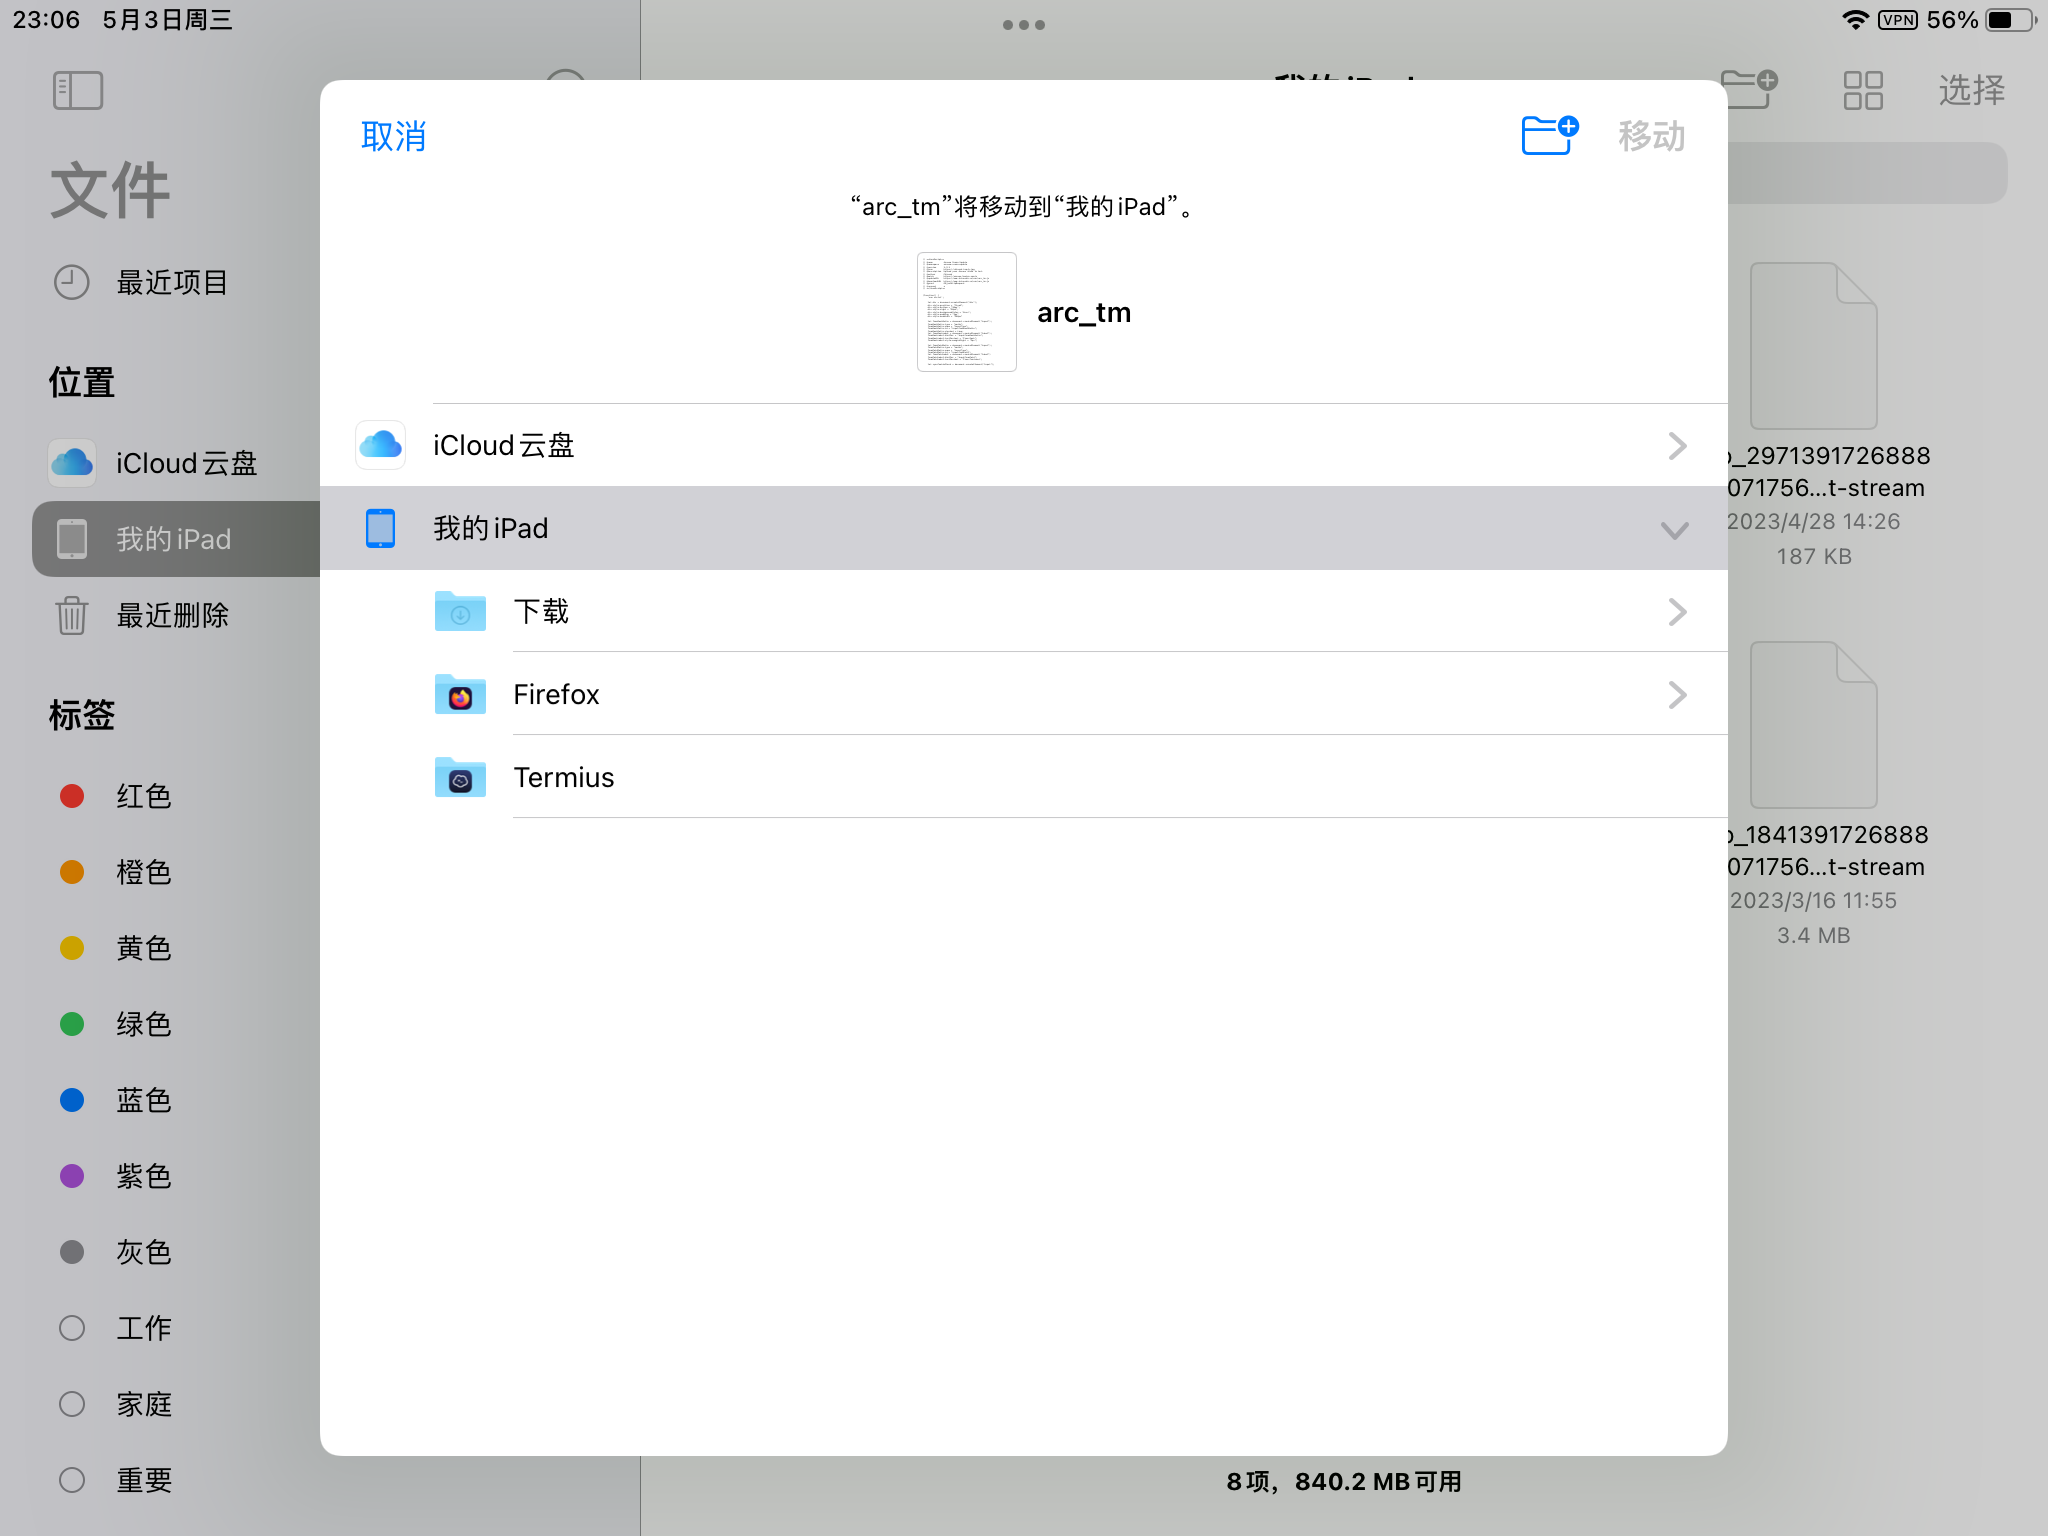 23:06 5月3日周三
VPN 56%
选择
文件
最近项目
位置
iCloud云盘
我的iPad
最近删除
标签
红色
橙色
黄色
绿色
蓝色
紫色
灰色
工作
家庭
重要
取消
移动
“arc_tm”将移动到“我的iPad”。
arc_tm
iCloud云盘
我的iPad
下载
Firefox
Termius
_2971391726888
071756...t-stream
2023/4/28 14:26
187 KB
_1841391726888
071756...t-stream
2023/3/16 11:55
3.4 MB
8项，840.2 MB可用